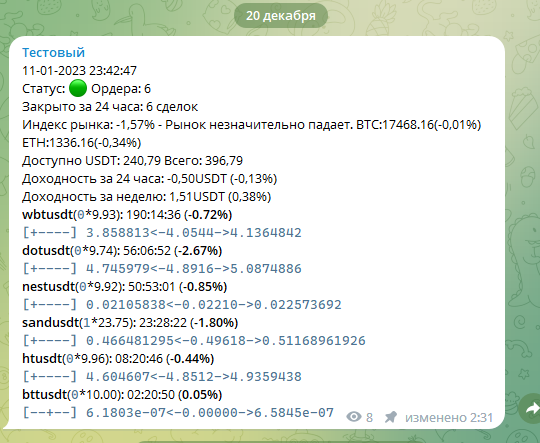 20 декабря
Тестовый
11-01-2023 23:42:47
Статус: 🟢 Ордера: 6
Закрыто за 24 часа: 6 сделок
Индекс рынка: -1,57% - Рынок незначительно падает. BTC:17468.16(-0,01%)
ETH:1336.16(-0,34%)
Доступно USDT: 240,79 Всего: 396,79
Доходность за 24 часа: -0,50USDT (-0,13%)
Доходность за неделю: 1,51USDT (0,38%)
wbtusdt(0*9.93): 190:14:36 (-0.72%)
[+----] 3.858813<-4.0544->4.1364842
dotusdt(0*9.74): 56:06:52 (-2.67%)
[+----] 4.745979<-4.8916->5.0874886
nestusdt(0*9.92): 50:53:01 (-0.85%)
[+----] 0.02105838<-0.02210->0.022573692
sandusdt(1*23.75): 23:28:22 (-1.80%)
[+----] 0.466481295<-0.49618->0.51168961926
htusdt(0*9.96): 08:20:46 (-0.44%)
[+----] 4.604607<-4.8512->4.9359438
bttusdt(0*10.00): 02:20:50 (0.05%)
[--+--] 6.1803e-07<-0.00000->6.5845e-07
8 изменено 2:31